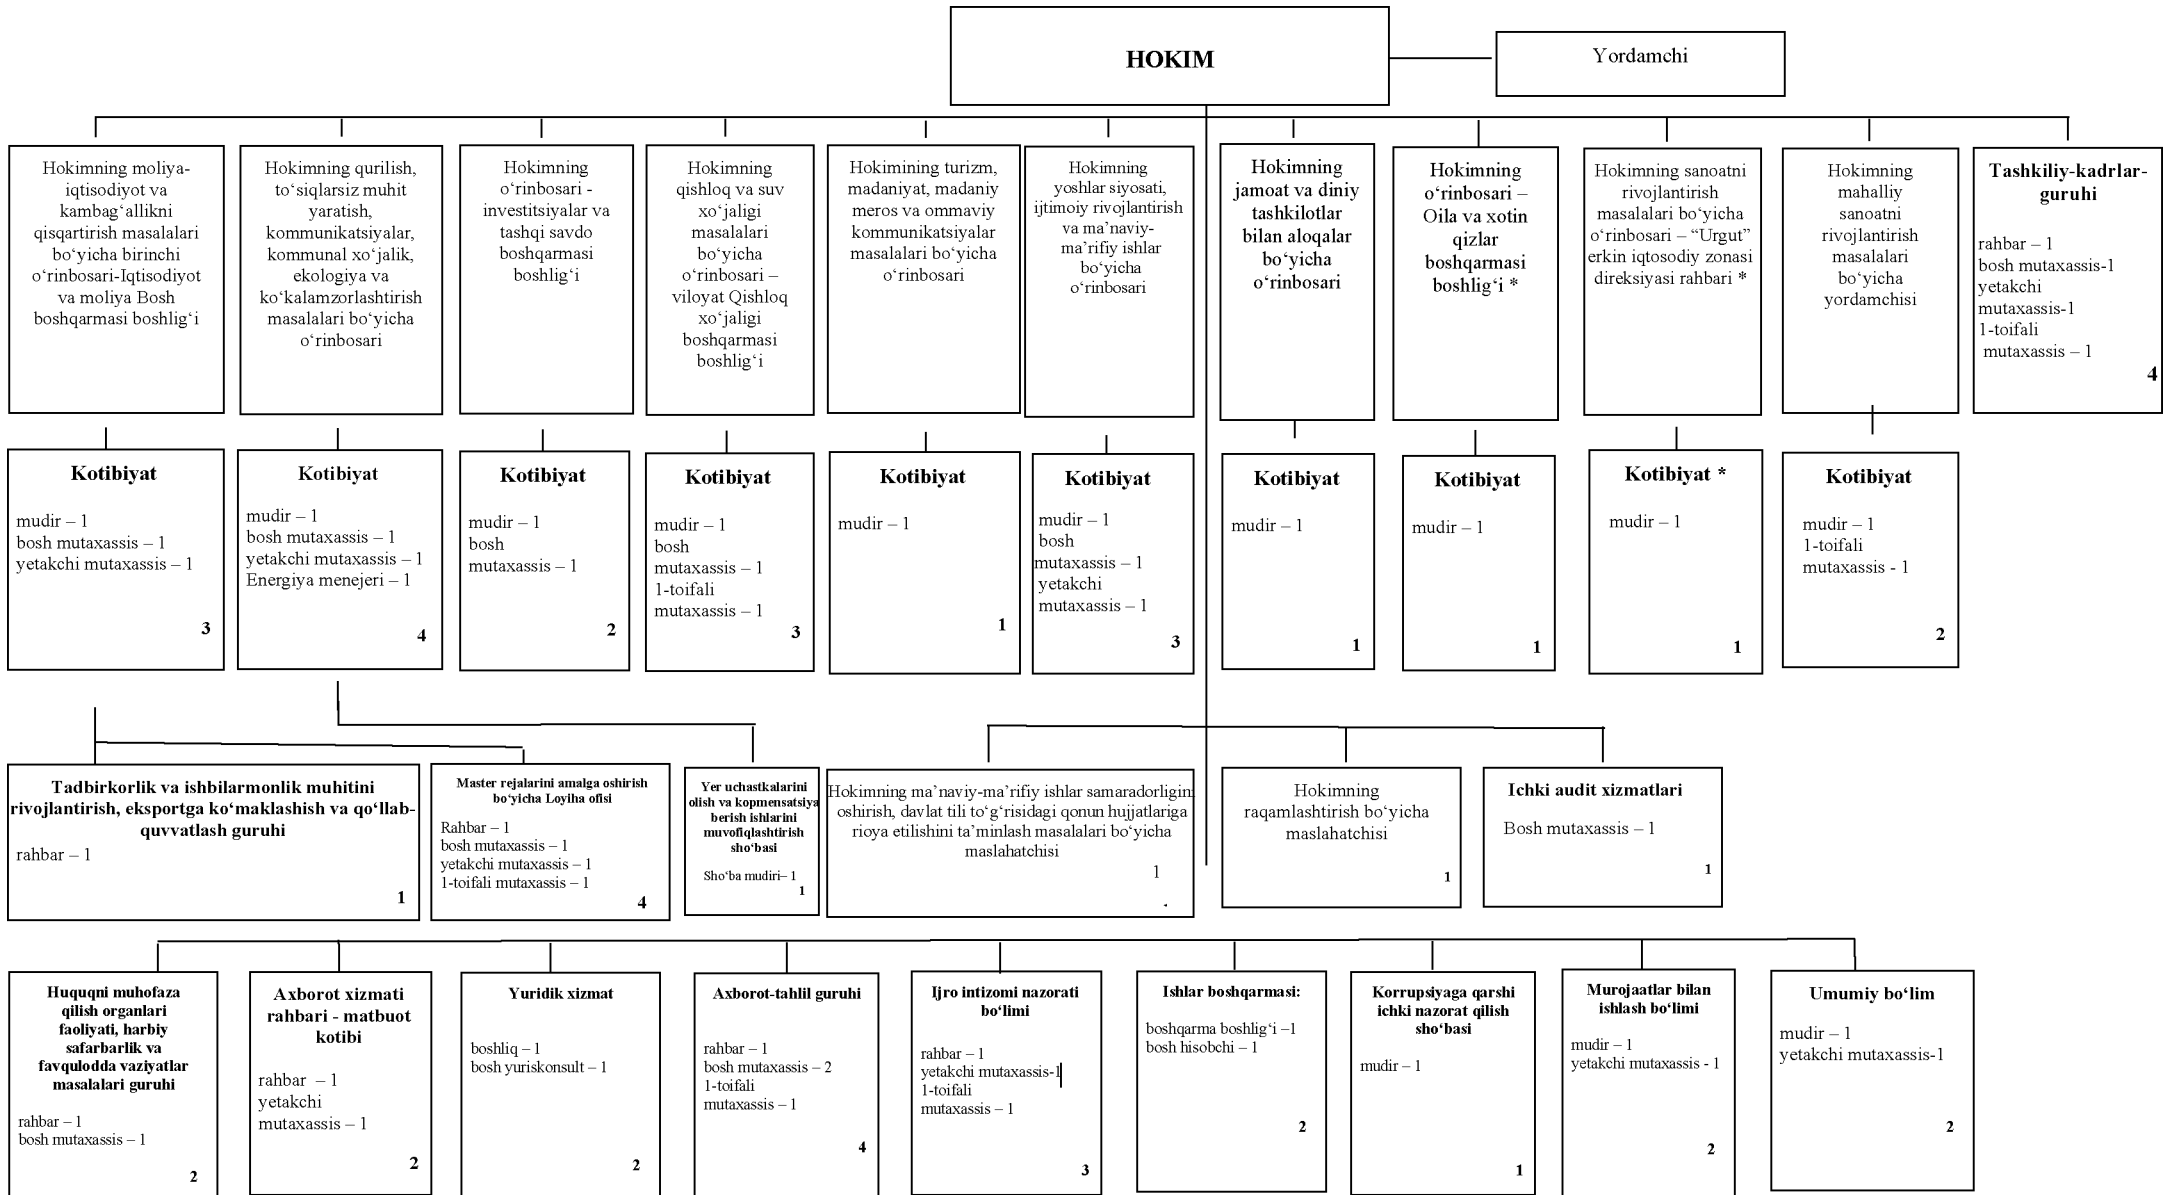 HOKIM
Yordamchi
Hokimning moliya-
iqtisodiyot va
kambag‘allikni
qisqartirish masalalari
bo‘yicha birinchi
o‘rinbosari-Iqtisodiyot
va moliya Bosh
boshqarmasi boshlig‘i
Hokimning qurilish,
to‘siqlarsiz muhit
yaratish,
kommunikatsiyalar,
kommunal xo‘jalik,
ekologiya va
ko‘kalamzorlashtirish
masalalari bo‘yicha
o‘rinbosari
Hokimning
o‘rinbosari -
investitsiyalar va
tashqi savdo
boshqarmasi
boshlig‘i
Hokimning
qishloq va suv
xo‘jaligi
masalalari
bo‘yicha
o‘rinbosari –
viloyat Qishloq
xo‘jaligi
boshqarmasi
boshlig‘i
Hokimining turizm,
madaniyat, madaniy
meros va ommaviy
kommunikatsiyalar
masalalari bo‘yicha
o‘rinbosari
Hokimning
yoshlar siyosati,
ijtimoiy rivojlantirish
va ma’naviy-
ma’rifiy ishlar
bo‘yicha
o‘rinbosari
Hokimning
jamoat va diniy
tashkilotlar
bilan aloqalar
bo‘yicha
o‘rinbosari
Hokimning
o‘rinbosari –
Oila va xotin
qizlar
boshqarmasi
boshlig‘i *
Hokimning sanoatni
rivojlantirish
masalalari bo‘yicha
o‘rinbosari – “Urgut”
erkin iqtosodiy zonasi
direksiyasi rahbari *
Hokimning
mahalliy
sanoatni
rivojlantirish
masalalari
bo‘yicha
yordamchisi
Tashkiliy-kadrlar-
guruhi
rahbar – 1
bosh mutaxassis-1
yetakchi
mutaxassis-1
1-toifali
mutaxassis – 1
4
Kotibiyat
mudir – 1
bosh mutaxassis – 1
yetakchi mutaxassis – 1
3
Kotibiyat
mudir – 1
bosh mutaxassis – 1
yetakchi mutaxassis – 1
Energiya menejeri – 1
4
Kotibiyat
mudir – 1
bosh
mutaxassis – 1
2
Kotibiyat
mudir – 1
bosh
mutaxassis – 1
1-toifali
mutaxassis – 1
3
Kotibiyat
mudir – 1
1
Kotibiyat
mudir – 1
bosh
mutaxassis – 1
yetakchi
mutaxassis – 1
3
Kotibiyat
mudir – 1
1
Kotibiyat
mudir – 1
1
Kotibiyat *
mudir – 1
1
Kotibiyat
mudir – 1
1-toifali
mutaxassis - 1
2
Tadbirkorlik va ishbilarmonlik muhitini
rivojlantirish, eksportga ko‘maklashish va qo‘llab-
quvvatlash guruhi
rahbar – 1
1
Master rejalarini amalga oshirish
bo‘yicha Loyiha ofisi
Rahbar – 1
bosh mutaxassis – 1
yetakchi mutaxassis – 1
1-toifali mutaxassis – 1
4
Yer uchastkalarini
olish va kopmensatsiya
berish ishlarini
muvofiqlashtirish
sho‘basi
Sho‘ba mudiri– 1
1
Hokimning ma’naviy-ma’rifiy ishlar samaradorligini
oshirish, davlat tili to‘g‘risidagi qonun hujjatlariga
rioya etilishini ta’minlash masalalari bo‘yicha
maslahatchisi
1
Hokimning
raqamlashtirish bo‘yicha
maslahatchisi
1
Ichki audit xizmatlari
Bosh mutaxassis – 1
1
Huquqni muhofaza
qilish organlari
faoliyati, harbiy
safarbarlik va
favqulodda vaziyatlar
masalalari guruhi
rahbar – 1
bosh mutaxassis – 1
2
Axborot xizmati
rahbari - matbuot
kotibi
rahbar – 1
yetakchi
mutaxassis – 1
2
Yuridik xizmat
boshliq – 1
bosh yuriskonsult – 1
2
Axborot-tahlil guruhi
rahbar – 1
bosh mutaxassis – 2
1-toifali
mutaxassis – 1
4
Ijro intizomi nazorati
bo‘limi
rahbar – 1
yetakchi mutaxassis-1
1-toifali
mutaxassis – 1
3
Ishlar boshqarmasi:
boshqarma boshlig‘i –1
bosh hisobchi – 1
2
Korrupsiyaga qarshi
ichki nazorat qilish
sho‘basi
mudir – 1
1
Murojaatlar bilan
ishlash bo‘limi
mudir – 1
yetakchi mutaxassis - 1
2
Umumiy bo‘lim
mudir – 1
yetakchi mutaxassis-1
2